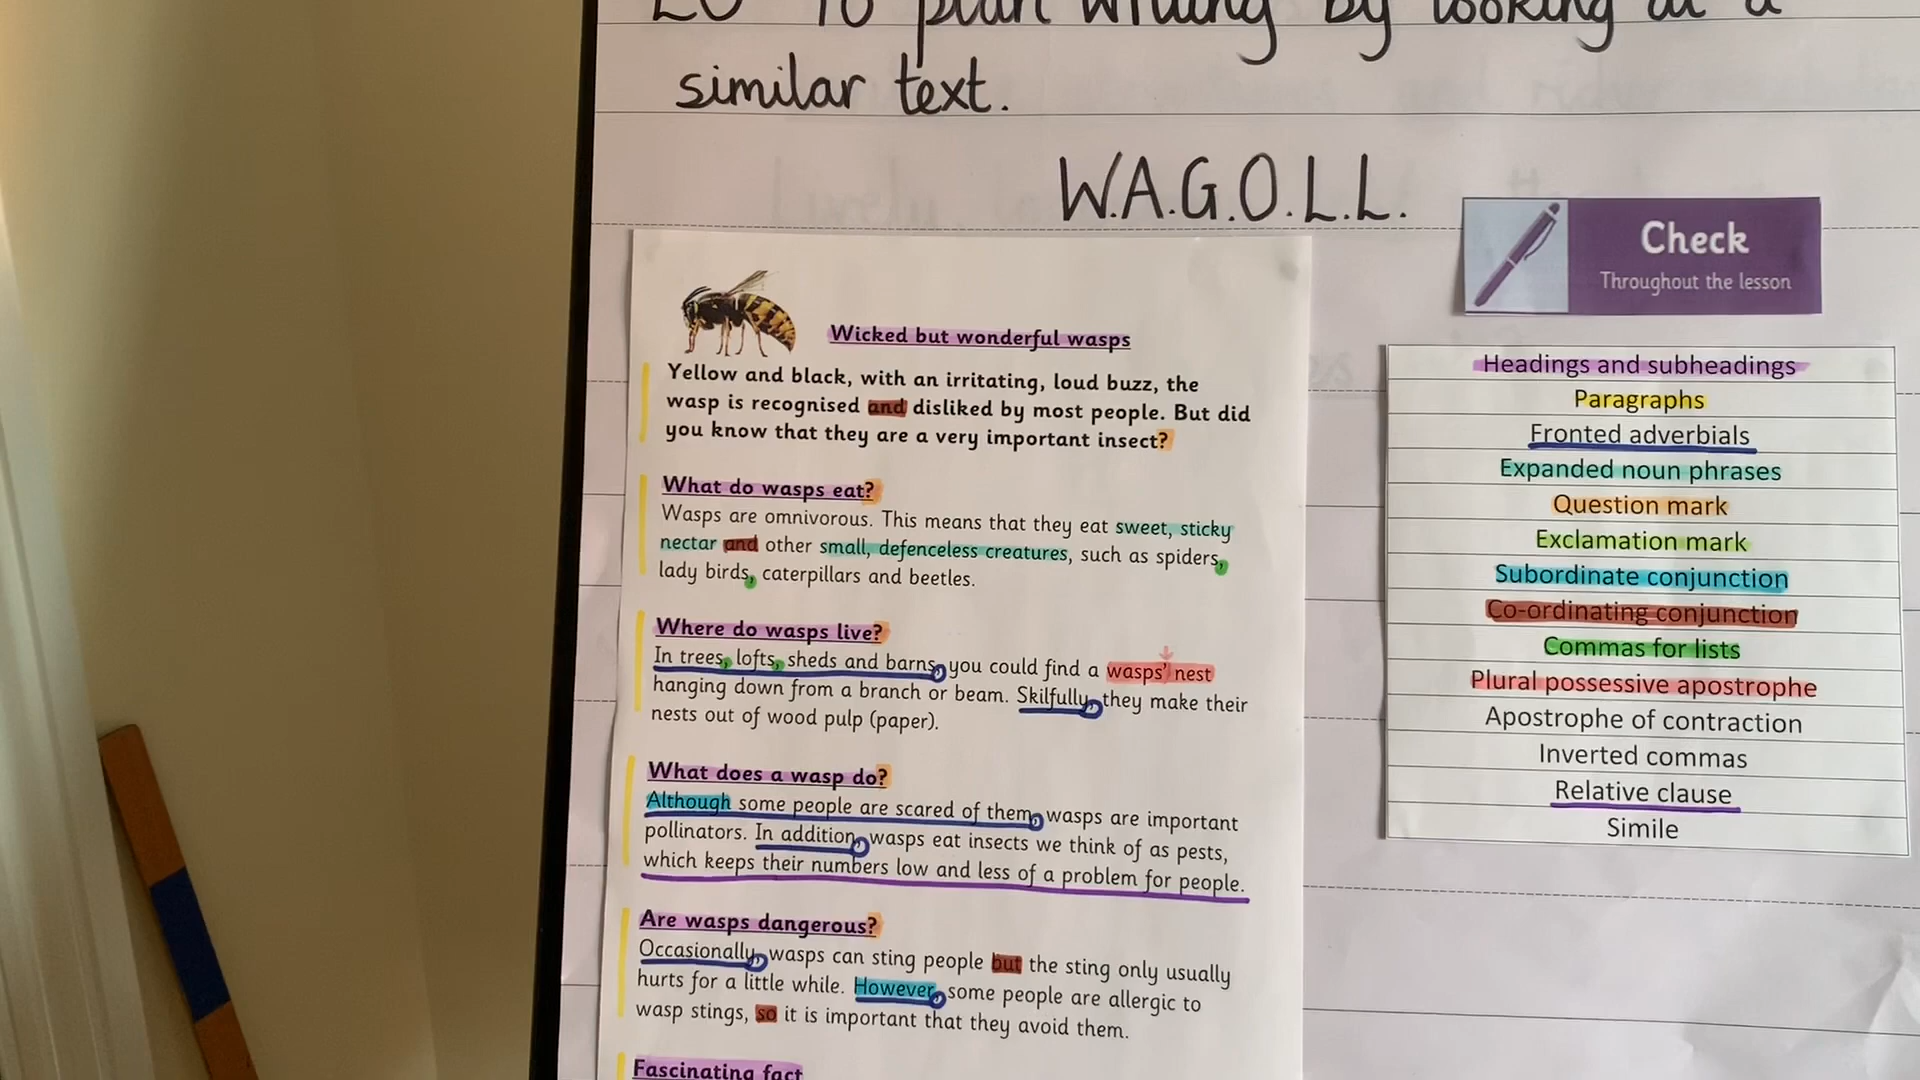 LO To plan writing by looking at a
similar text.
W.A.G.O.L.L.
Check
Throughout the lesson
Wicked but wonderful wasps
Yellow and black, with an irritating, loud buzz, the
wasp is recognised and disliked by most people. But did
you know that they are a very important insect?
What do wasps eat?
Wasps are omnivorous. This means that they eat sweet, sticky
nectar and other small, defenceless creatures, such as spiders,
lady birds, caterpillars and beetles.
Where do wasps live?
In trees, lofts, sheds and barns, you could find a wasps' nest
hanging down from a branch or beam. Skilfully, they make their
nests out of wood pulp (paper).
What does a wasp do?
Although some people are scared of them, wasps are important
pollinators. In addition, wasps eat insects we think of as pests,
which keeps their numbers low and less of a problem for people.
Are wasps dangerous?
Occasionally, wasps can sting people but the sting only usually
hurts for a little while. However, some people are allergic to
wasp stings, so it is important that they avoid them.
Fascinating fact
Headings and subheadings
Paragraphs
Fronted adverbials
Expanded noun phrases
Question mark
Exclamation mark
Subordinate conjunction
Co-ordinating conjunction
Commas for lists
Plural possessive apostrophe
Apostrophe of contraction
Inverted commas
Relative clause
Simile